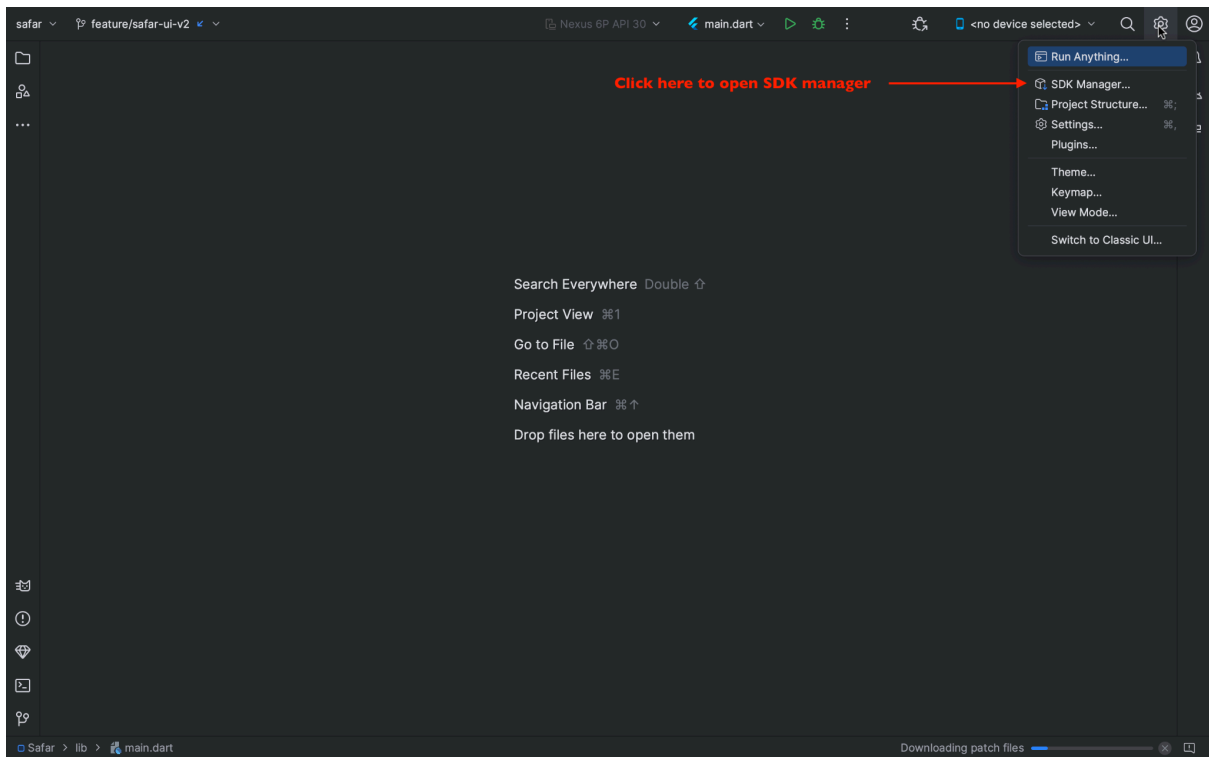 safar feature/safar-ui-v2 Nexus 6P API 30 main.dart <no device selected>
Run Anything...
Click here to open SDK manager
SDK Manager...
Project Structure... ⌘;
Settings... ⌘,
Plugins...
Theme...
Keymap...
View Mode...
Switch to Classic UI...
Search Everywhere Double ⇧
Project View ⌘1
Go to File ⇧⌘O
Recent Files ⌘E
Navigation Bar ⌘↑
Drop files here to open them
Safar > lib > main.dart Downloading patch files